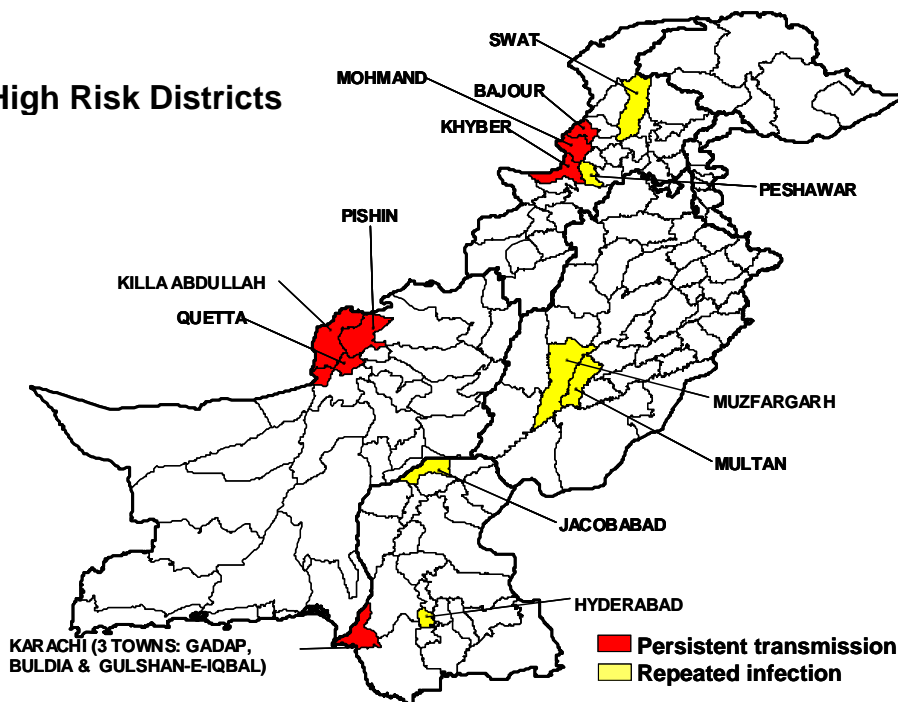 High Risk Districts
SWAT
MOHMAND
BAJOUR
KHYBER
PESHAWAR
PISHIN
KILLA ABDULLAH
QUETTA
MUZFARGARH
MULTAN
JACOBABAD
HYDERABAD
KARACHI (3 TOWNS: GADAP,
BULDIA & GULSHAN-E-IQBAL)
Persistent transmission
Repeated infection